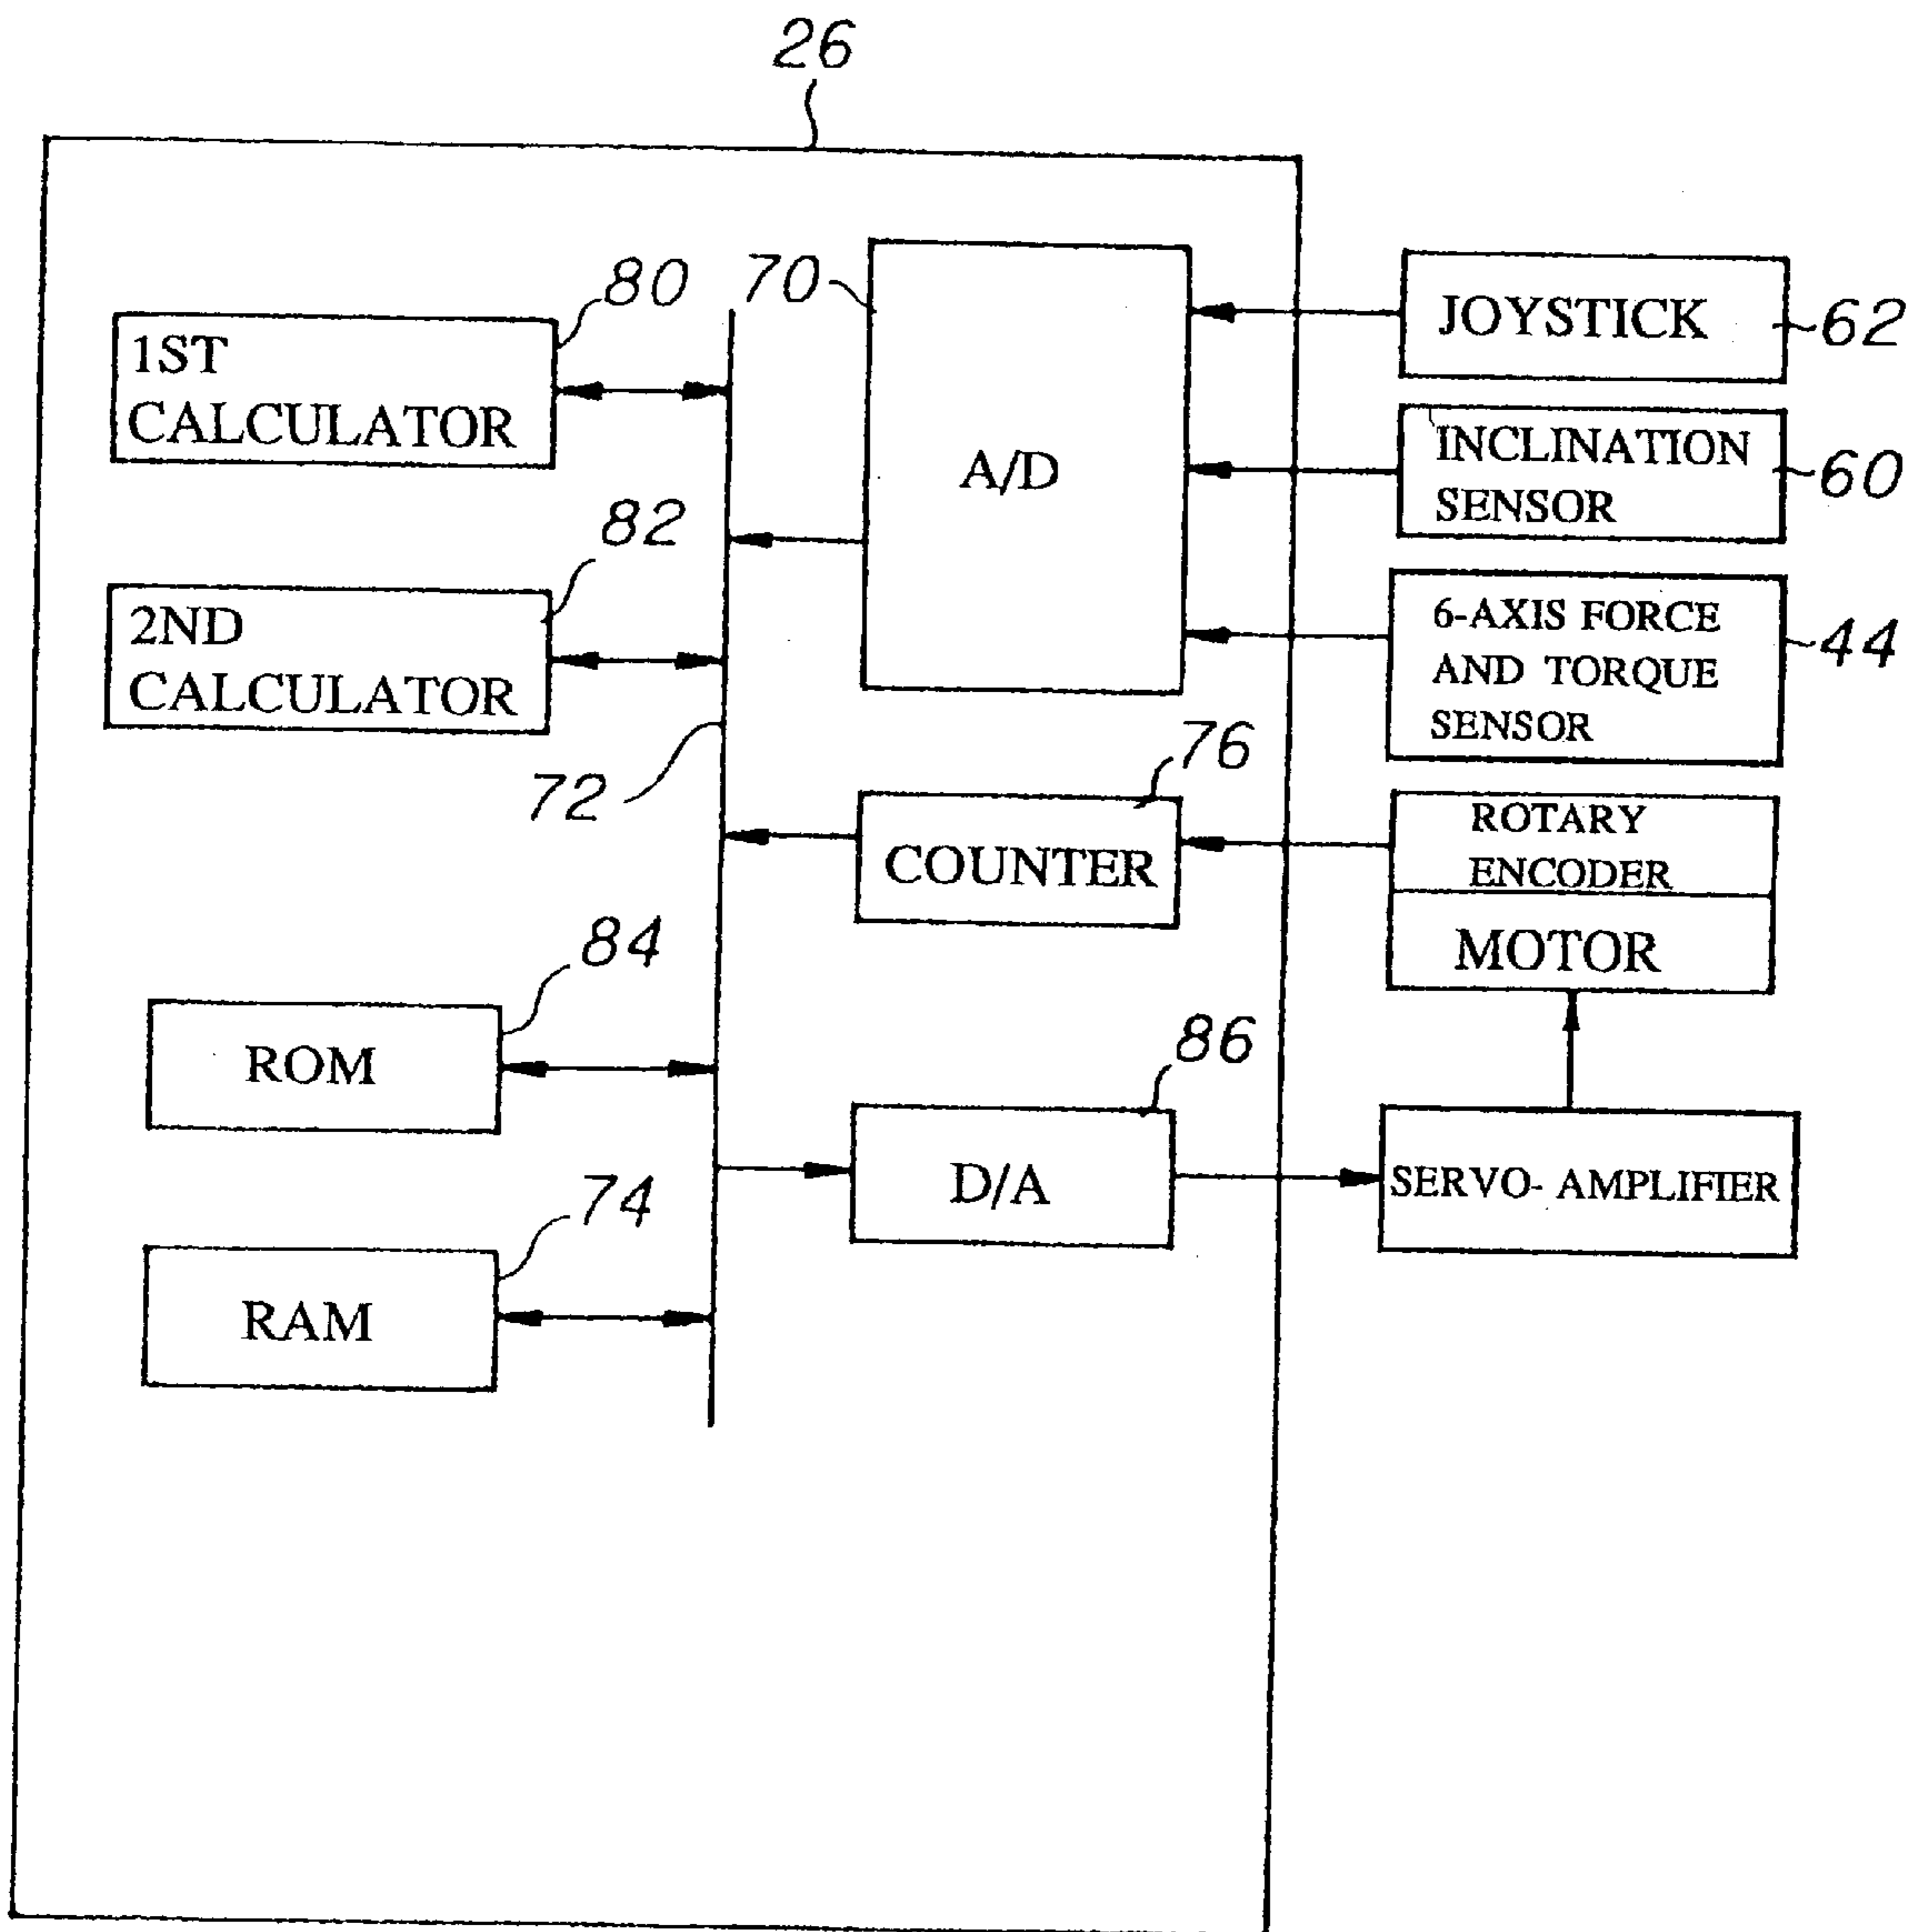 26
80
70
1ST
CALCULATOR
A/D
JOYSTICK
62
INCLINATION
SENSOR
60
82
2ND
CALCULATOR
72
6-AXIS FORCE
AND TORQUE
SENSOR
44
76
COUNTER
ROTARY
ENCODER
MOTOR
84
ROM
86
D/A
SERVO- AMPLIFIER
74
RAM